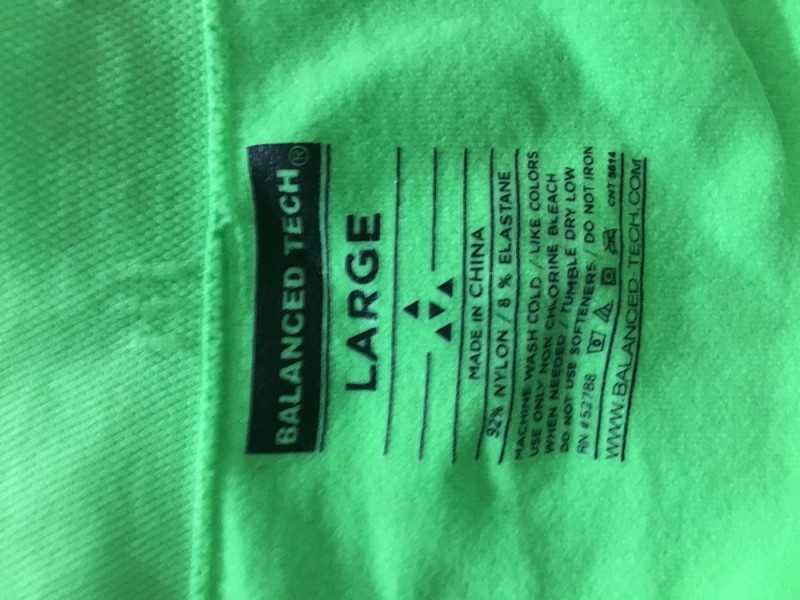 BALANCED TECH®
LARGE
MADE IN CHINA
92% NYLON / 8 % ELASTANE
MACHINE WASH COLD / LIKE COLORS
USE ONLY NON CHLORINE BLEACH
WHEN NEEDED / TUMBLE DRY LOW
DO NOT USE SOFTENERS / DO NOT IRON
RN #52788
CNT 5614
WWW.BALANCED-TECH.COM